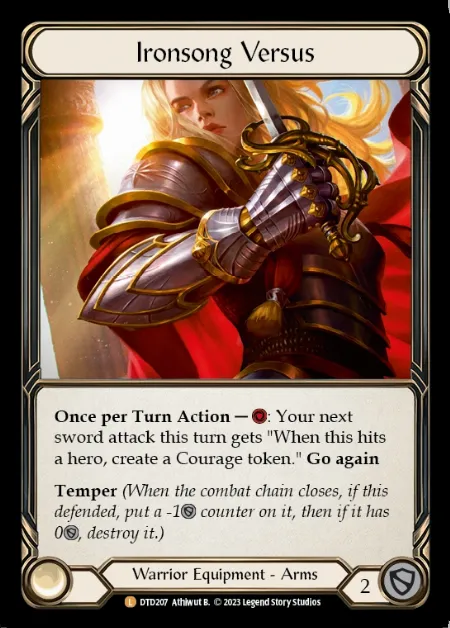 Ironsong Versus
Once per Turn Action — : Your next
sword attack this turn gets "When this hits
a hero, create a Courage token." Go again
Temper (When the combat chain closes, if this
defended, put a -1 counter on it, then if it has
0, destroy it.)
Warrior Equipment - Arms
2
L DTD207 Athiwut B. © 2023 Legend Story Studios